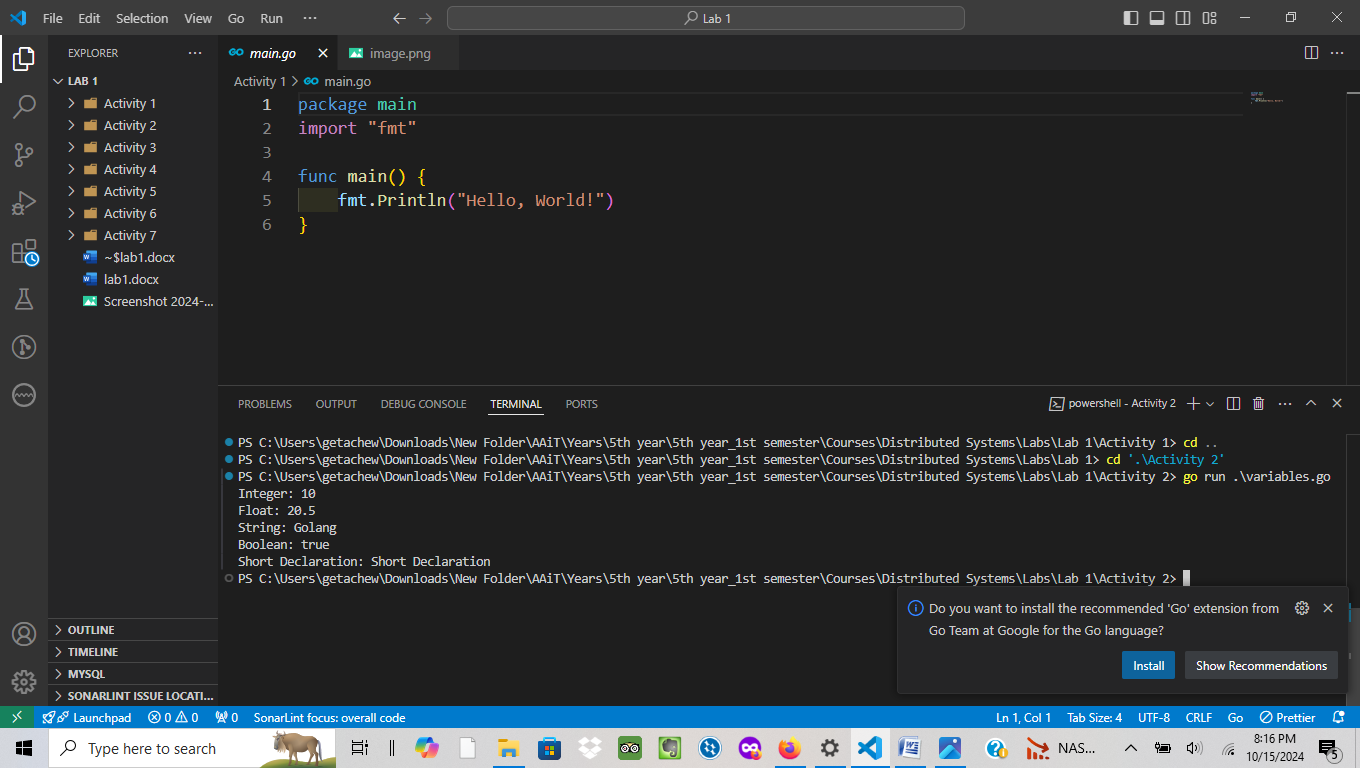 File Edit Selection View Go Run ··· Lab 1
EXPLORER ···
LAB 1
Activity 1
Activity 2
Activity 3
Activity 4
Activity 5
Activity 6
Activity 7
~$lab1.docx
lab1.docx
Screenshot 2024-...
OUTLINE
TIMELINE
MYSQL
SONARLINT ISSUE LOCATI...
main.go image.png
Activity 1 > main.go
1 package main
2 import "fmt"
3
4 func main() {
5 fmt.Println("Hello, World!")
6 }
PROBLEMS OUTPUT DEBUG CONSOLE TERMINAL PORTS powershell - Activity 2
PS C:\Users\getachew\Downloads\New Folder\AAiT\Years\5th year\5th year_1st semester\Courses\Distributed Systems\Labs\Lab 1\Activity 1> cd ..
PS C:\Users\getachew\Downloads\New Folder\AAiT\Years\5th year\5th year_1st semester\Courses\Distributed Systems\Labs\Lab 1> cd '.\Activity 2'
PS C:\Users\getachew\Downloads\New Folder\AAiT\Years\5th year\5th year_1st semester\Courses\Distributed Systems\Labs\Lab 1\Activity 2> go run .\variables.go
Integer: 10
Float: 20.5
String: Golang
Boolean: true
Short Declaration: Short Declaration
PS C:\Users\getachew\Downloads\New Folder\AAiT\Years\5th year\5th year_1st semester\Courses\Distributed Systems\Labs\Lab 1\Activity 2>
Do you want to install the recommended 'Go' extension from
Go Team at Google for the Go language?
Install Show Recommendations
Launchpad 0 0 0 SonarLint focus: overall code Ln 1, Col 1 Tab Size: 4 UTF-8 CRLF Go Prettier
Type here to search NAS... 8:16 PM
10/15/2024 5